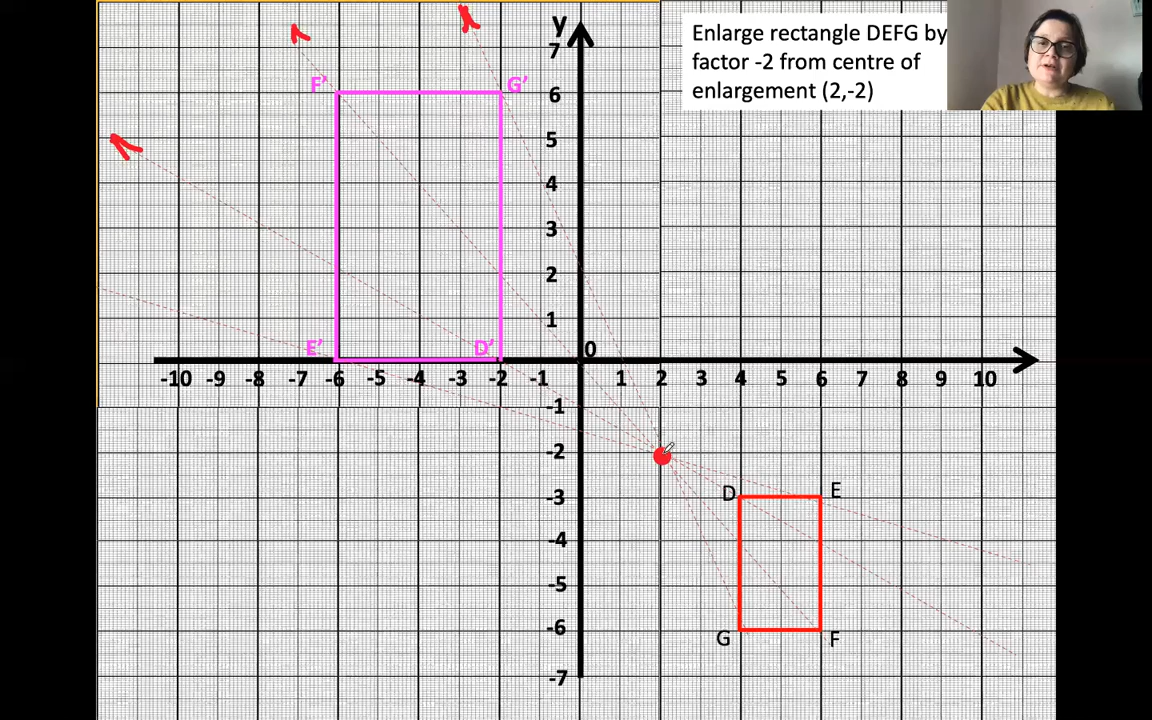 y
Enlarge rectangle DEFG by
factor -2 from centre of
enlargement (2,-2)
7
F'
G'
6
5
4
3
2
1
E'
D'
0
-10 -9 -8 -7 -6 -5 -4 -3 -2 -1 1 2 3 4 5 6 7 8 9 10
-1
-2
D
E
-3
-4
-5
-6
G
F
-7